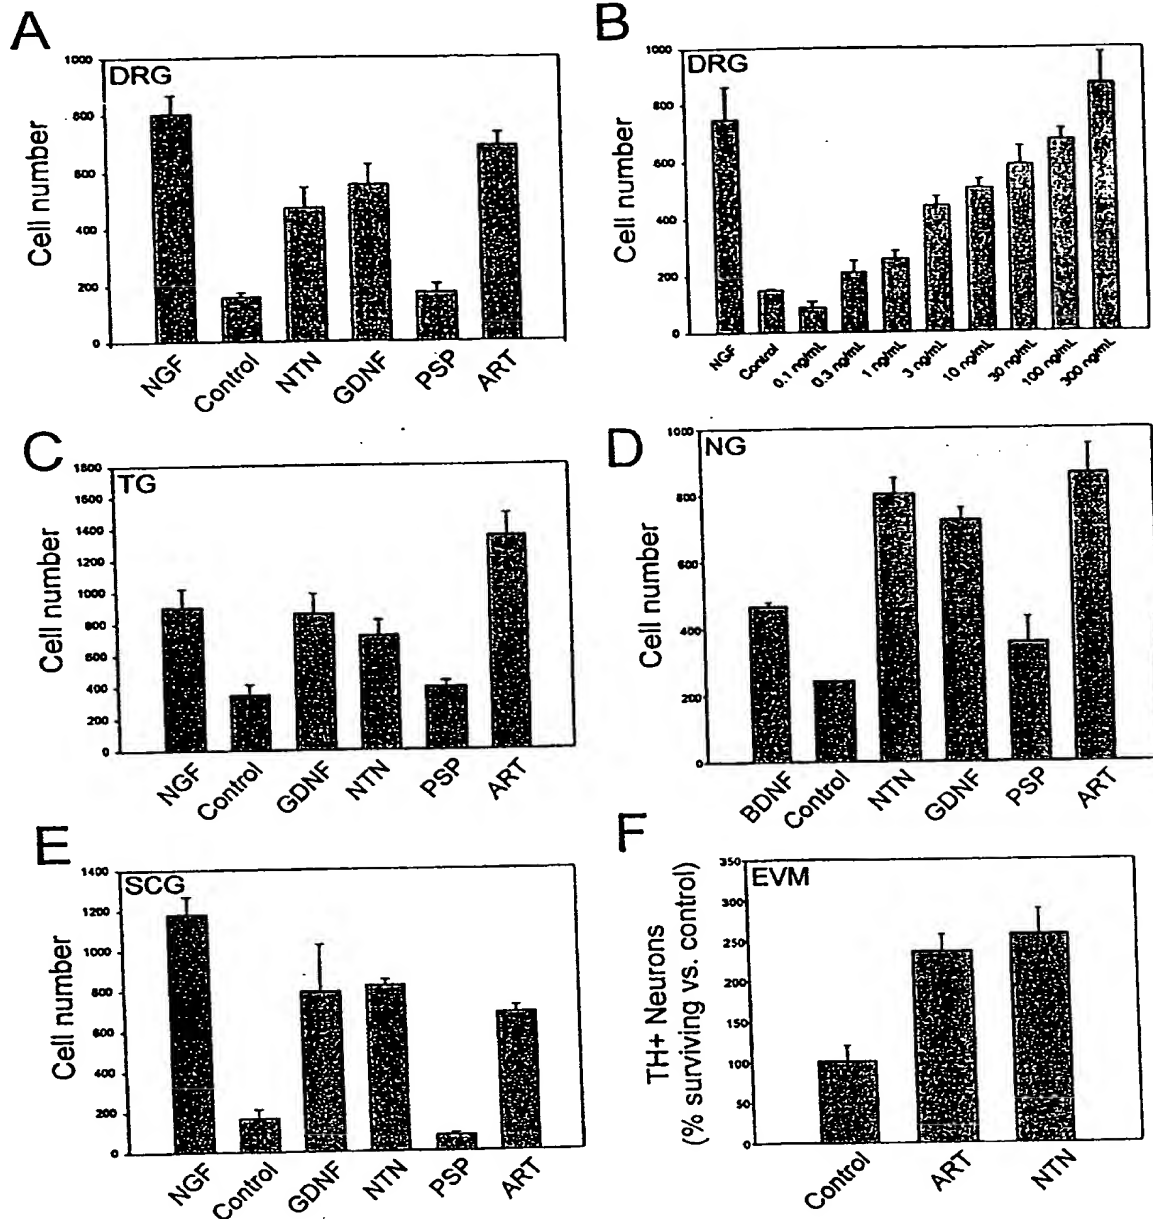 A
DRG
Cell number
1000
800
600
400
200
0
NGF
Control
NTN
GDNF
PSP
ART
B
DRG
Cell number
1000
800
600
400
200
0
NGF
Control
0.1 ng/mL
0.3 ng/mL
1 ng/mL
3 ng/mL
10 ng/mL
30 ng/mL
100 ng/mL
300 ng/mL
C
TG
Cell number
1800
1600
1400
1200
1000
800
600
400
200
0
NGF
Control
GDNF
NTN
PSP
ART
D
NG
Cell number
1000
800
600
400
200
0
BDNF
Control
NTN
GDNF
PSP
ART
E
SCG
Cell number
1400
1200
1000
800
600
400
200
0
NGF
Control
GDNF
NTN
PSP
ART
F
EVM
TH+ Neurons
(% surviving vs. control)
350
300
250
200
150
100
50
0
Control
ART
NTN